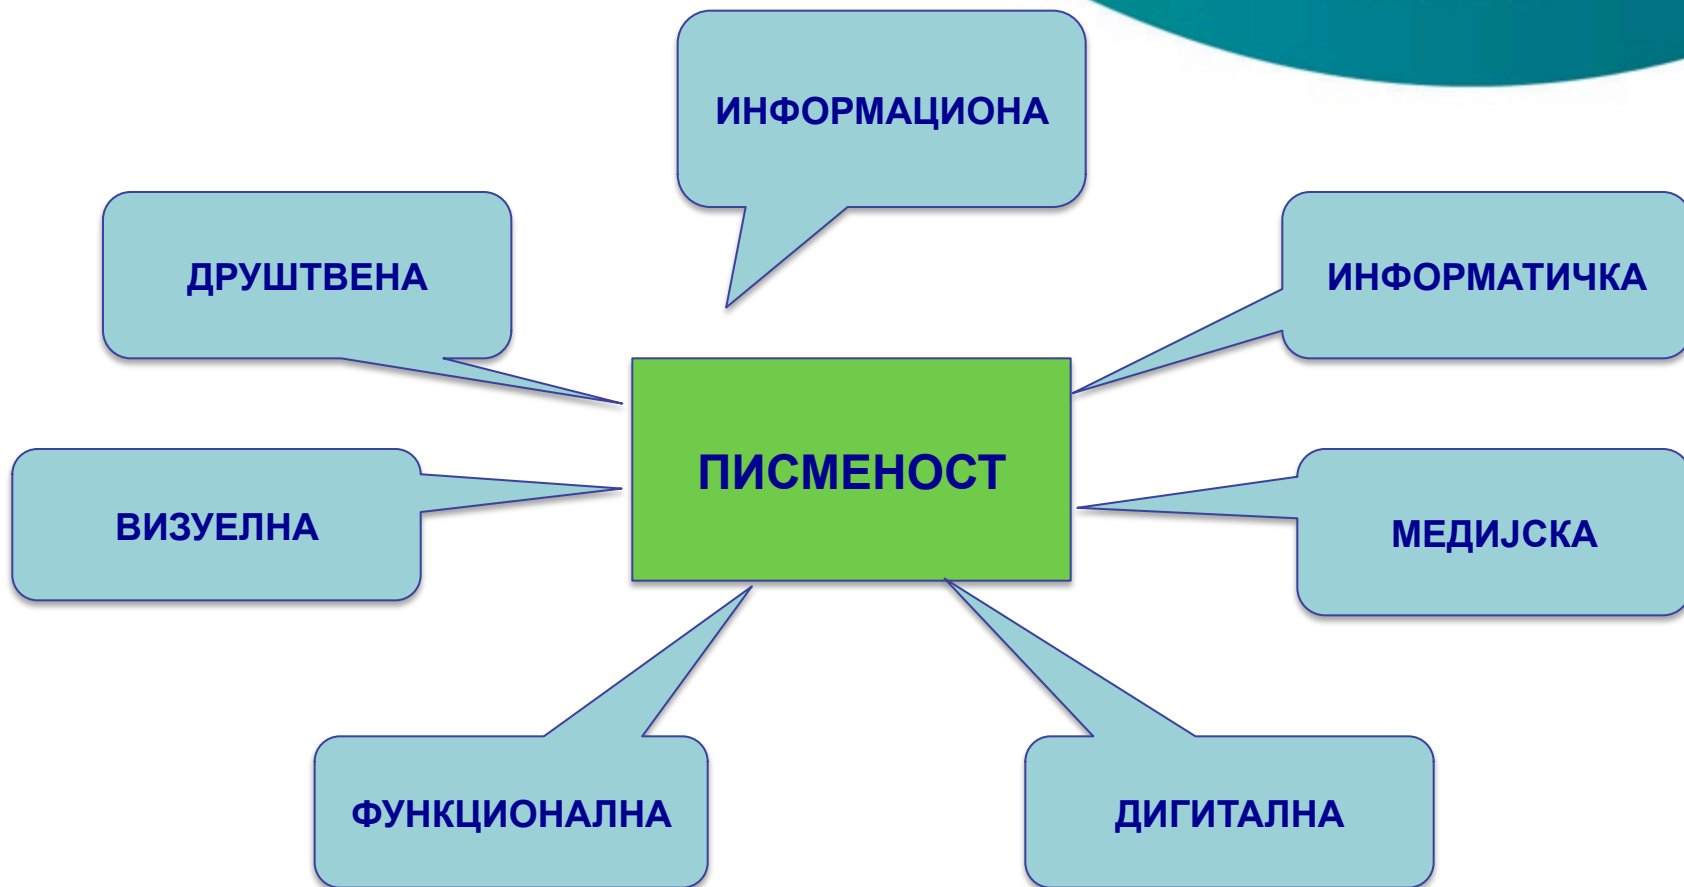 ИНФОРМАЦИОНА
ДРУШТВЕНА
ИНФОРМАТИЧКА
ПИСМЕНОСТ
ВИЗУЕЛНА
МЕДИЈСКА
ФУНКЦИОНАЛНА
ДИГИТАЛНА